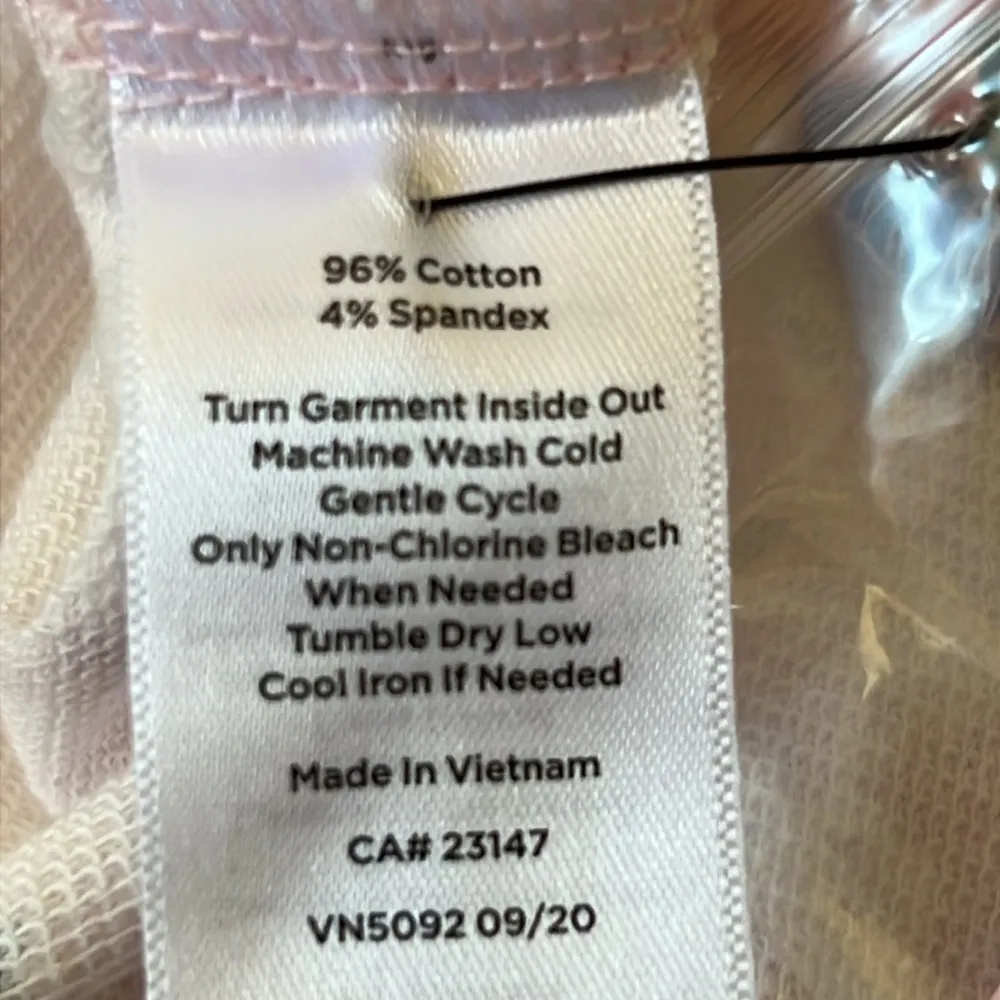 96% Cotton
4% Spandex
Turn Garment Inside Out
Machine Wash Cold
Gentle Cycle
Only Non-Chlorine Bleach
When Needed
Tumble Dry Low
Cool Iron If Needed
Made In Vietnam
CA# 23147
VN5092 09/20